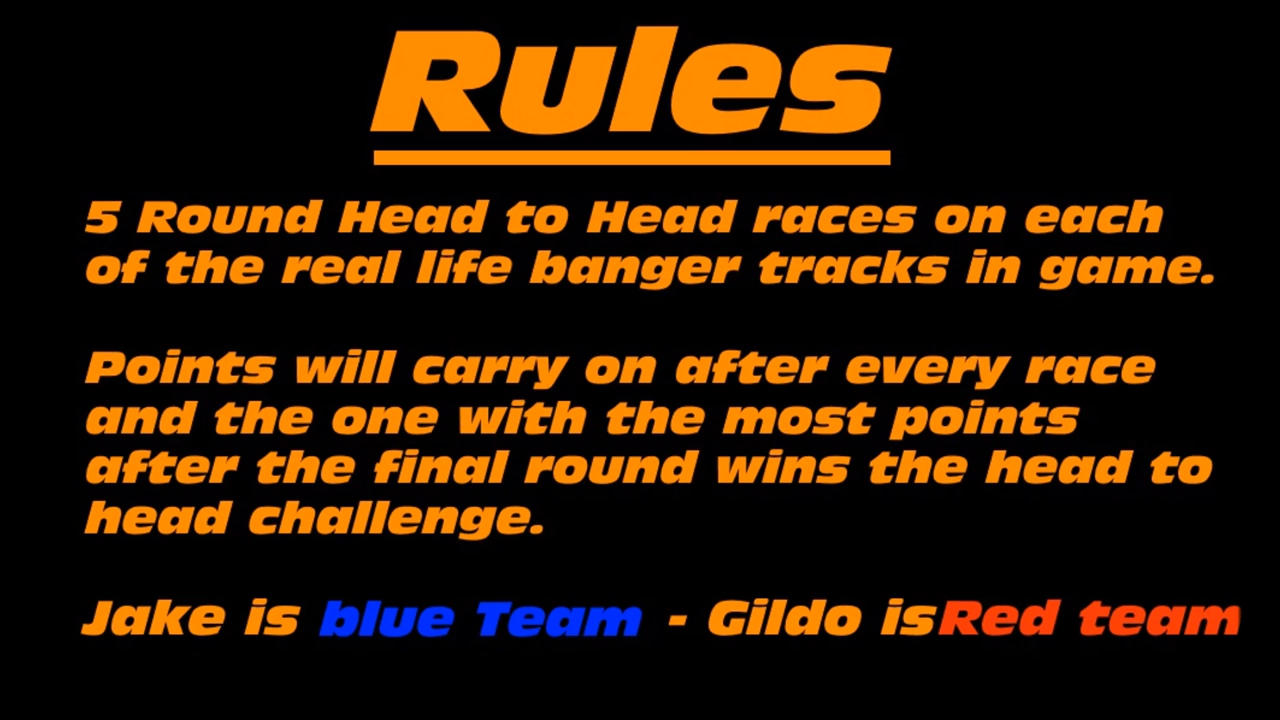 Rules
5 Round Head to Head races on each
of the real life banger tracks in game.
Points will carry on after every race
and the one with the most points
after the final round wins the head to
head challenge.
Jake is blue Team - Gildo isRed team